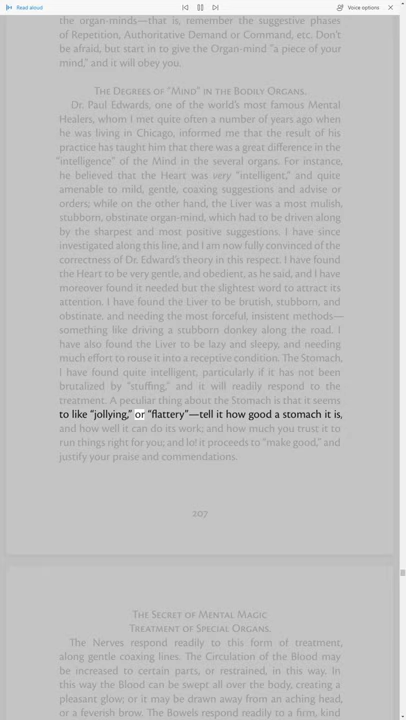 Read aloud
Voice options
the organ-minds—that is, remember the suggestive phases
of Repetition, Authoritative Demand or Command, etc. Don't
be afraid, but start in to give the Organ-mind "a piece of your
mind," and it will obey you.
The Degrees of "Mind" in the Bodily Organs.
Dr. Paul Edwards, one of the world's most famous Mental
Healers, whom I met quite often a number of years ago when
he was living in Chicago, informed me that the result of his
practice has taught him that there was a great difference in the
"intelligence" of the Mind in the several organs. For instance,
he believed that the Heart was very "intelligent," and quite
amenable to mild, gentle, coaxing suggestions and advise or
orders; while on the other hand, the Liver was a most mulish,
stubborn, obstinate organ-mind, which had to be driven along
by the sharpest and most positive suggestions. I have since
investigated along this line, and I am now fully convinced of the
correctness of Dr. Edward's theory in this respect. I have found
the Heart to be very gentle, and obedient, as he said, and I have
moreover found it needed but the slightest word to attract its
attention. I have found the Liver to be brutish, stubborn, and
obstinate, and needing the most forceful, insistent methods—
something like driving a stubborn donkey along the road. I
have also found the Liver to be lazy and sleepy, and needing
much effort to rouse it into a receptive condition. The Stomach,
I have found quite intelligent, particularly if it has not been
brutalized by "stuffing," and it will readily respond to the
treatment. A peculiar thing about the Stomach is that it seems
to like "jollying," or "flattery"—tell it how good a stomach it is,
and how well it can do its work; and how much you trust it to
run things right for you; and lo! it proceeds to "make good," and
justify your praise and commendations.
207
The Secret of Mental Magic
Treatment of Special Organs.
The Nerves respond readily to this form of treatment,
along gentle coaxing lines. The Circulation of the Blood may
be increased to certain parts, or restrained, in this way. In
this way the Blood can be swept all over the body, creating a
pleasant glow; or it may be drawn away from an aching head,
or a feverish brow. The Bowels respond readily to a firm, kind